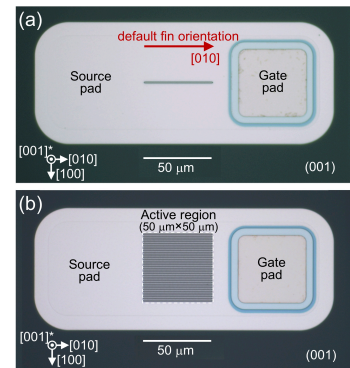 (a)
default fin orientation
[010]
Source
pad
Gate
pad
[001]*
[010]
[100]
50 μm
(001)
(b)
Active region
(50 μm×50 μm)
Source
pad
Gate
pad
[001]*
[010]
[100]
50 μm
(001)